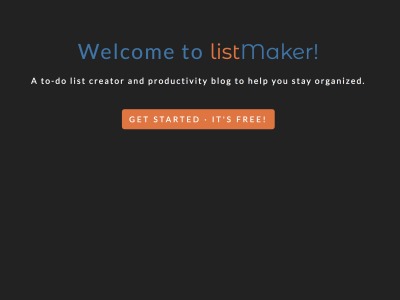 Welcome to listMaker!
A to-do list creator and productivity blog to help you stay organized.
GET STARTED - IT'S FREE!